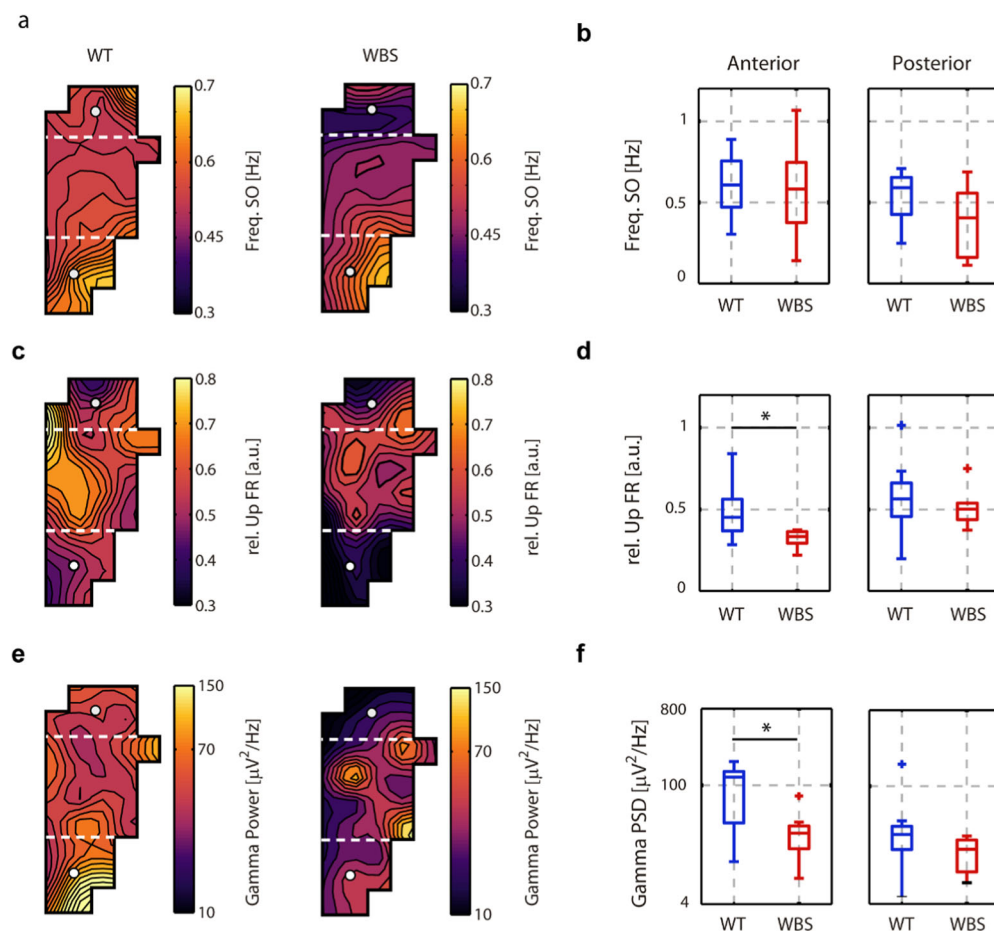 a
WT
WBS
0.7
0.6
0.45
0.3
Freq. SO [Hz]
0.7
0.6
0.45
0.3
Freq. SO [Hz]
b
Anterior
Posterior
Freq. SO [Hz]
1
0.5
0
WT
WBS
WT
WBS
c
0.8
0.7
0.6
0.5
0.4
0.3
rel. Up FR [a.u.]
0.8
0.7
0.6
0.5
0.4
0.3
rel. Up FR [a.u.]
d
rel. Up FR [a.u.]
1
0.5
0
*
WT
WBS
WT
WBS
e
150
70
10
Gamma Power [μV²/Hz]
150
70
10
Gamma Power [μV²/Hz]
f
Gamma PSD [μV²/Hz]
800
100
4
*
WT
WBS
WT
WBS